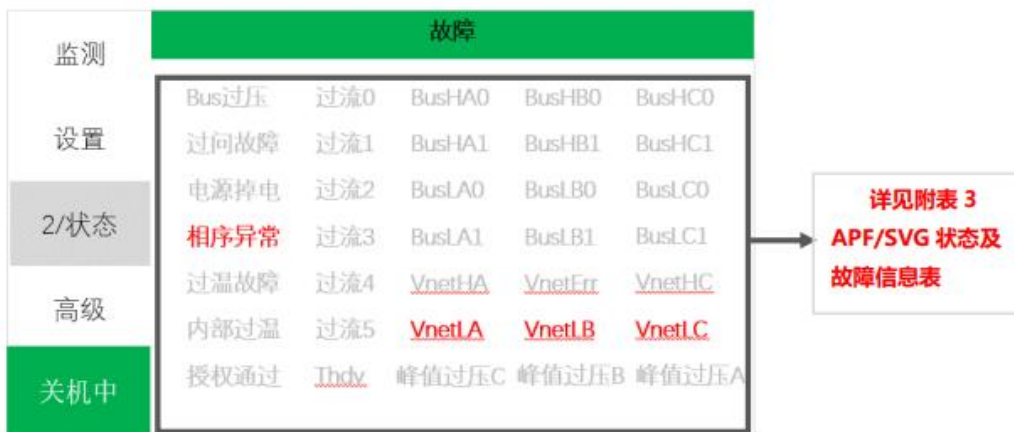 故障
监测
设置
2/状态
高级
关机中
Bus过压 过流0 BusHA0 BusHB0 BusHC0
过问故障 过流1 BusHA1 BusHB1 BusHC1
电源掉电 过流2 BusLA0 BusLB0 BusLC0
相序异常 过流3 BusLA1 BusLB1 BusLC1
过温故障 过流4 VnetHA VnetErr VnetHC
内部过温 过流5 VnetLA VnetLB VnetLC
授权通过 Thdv 峰值过压C 峰值过压B 峰值过压A
详见附表 3
APF/SVG 状态及
故障信息表